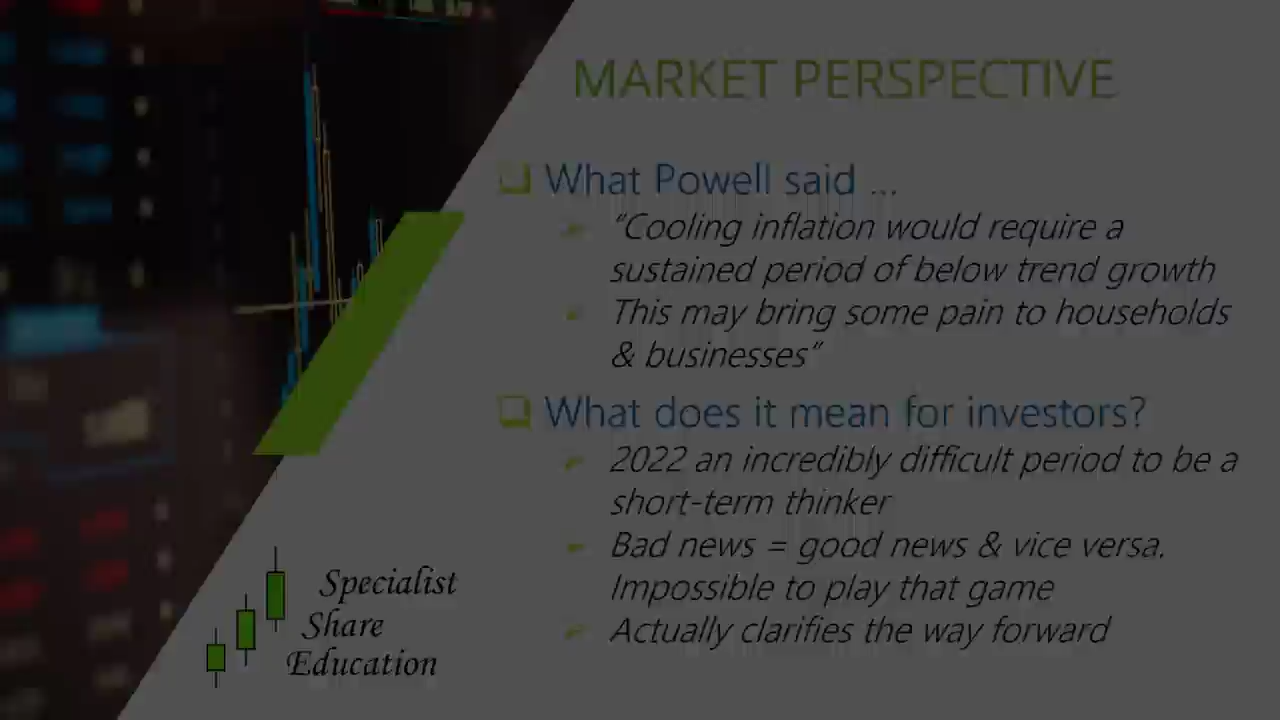 MARKET PERSPECTIVE
What Powell said ...
“Cooling inflation would require a
sustained period of below trend growth
This may bring some pain to households
& businesses”
What does it mean for investors?
2022 an incredibly difficult period to be a
short-term thinker
Bad news = good news & vice versa.
Impossible to play that game
Actually clarifies the way forward
Specialist
Share
Education